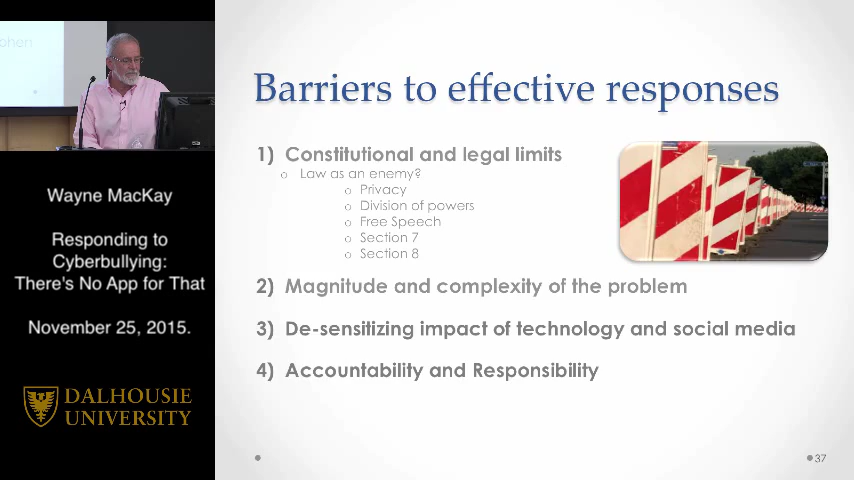 ohen
Wayne MacKay
Responding to
Cyberbullying:
There's No App for That
November 25, 2015.
DALHOUSIE
UNIVERSITY
Barriers to effective responses
1) Constitutional and legal limits
o Law as an enemy?
o Privacy
o Division of powers
o Free Speech
o Section 7
o Section 8
2) Magnitude and complexity of the problem
3) De-sensitizing impact of technology and social media
4) Accountability and Responsibility
37